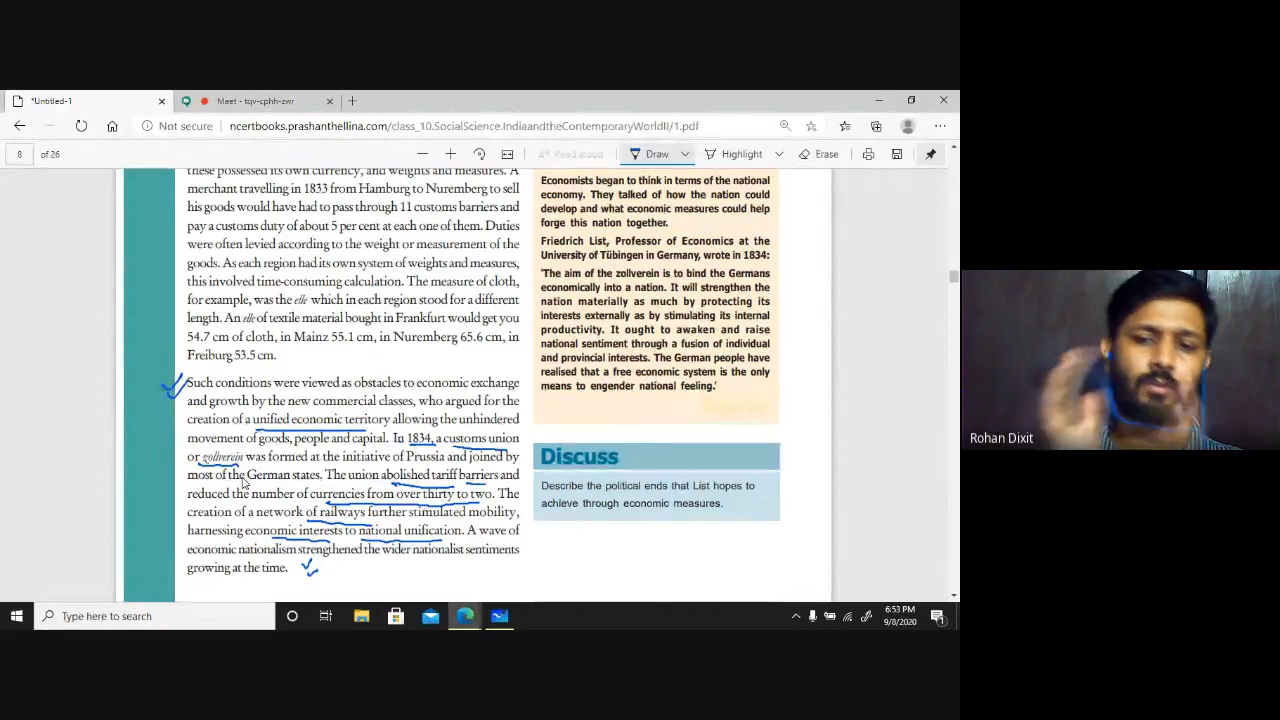 *Untitled-1
Meet - tqv-cphh-zwr
Not secure
ncertbooks.prashanthellina.com/class_10.SocialScience.IndiaandtheContemporaryWorldII/1.pdf
8 of 26
Read aloud
Draw
Highlight
Erase
these possessed its own currency, and weights and measures. A
merchant travelling in 1833 from Hamburg to Nuremberg to sell
his goods would have had to pass through 11 customs barriers and
pay a customs duty of about 5 per cent at each one of them. Duties
were often levied according to the weight or measurement of the
goods. As each region had its own system of weights and measures,
this involved time-consuming calculation. The measure of cloth,
for example, was the elle which in each region stood for a different
length. An elle of textile material bought in Frankfurt would get you
54.7 cm of cloth, in Mainz 55.1 cm, in Nuremberg 65.6 cm, in
Freiburg 53.5 cm.
Such conditions were viewed as obstacles to economic exchange
and growth by the new commercial classes, who argued for the
creation of a unified economic territory allowing the unhindered
movement of goods, people and capital. In 1834, a customs union
or zollverein was formed at the initiative of Prussia and joined by
most of the German states. The union abolished tariff barriers and
reduced the number of currencies from over thirty to two. The
creation of a network of railways further stimulated mobility,
harnessing economic interests to national unification. A wave of
economic nationalism strengthened the wider nationalist sentiments
growing at the time.
Economists began to think in terms of the national
economy. They talked of how the nation could
develop and what economic measures could help
forge this nation together.
Friedrich List, Professor of Economics at the
University of Tübingen in Germany, wrote in 1834:
'The aim of the zollverein is to bind the Germans
economically into a nation. It will strengthen the
nation materially as much by protecting its
interests externally as by stimulating its internal
productivity. It ought to awaken and raise
national sentiment through a fusion of individual
and provincial interests. The German people have
realised that a free economic system is the only
means to engender national feeling.'
Discuss
Describe the political ends that List hopes to
achieve through economic measures.
Rohan Dixit
Type here to search
6:53 PM
9/8/2020
1